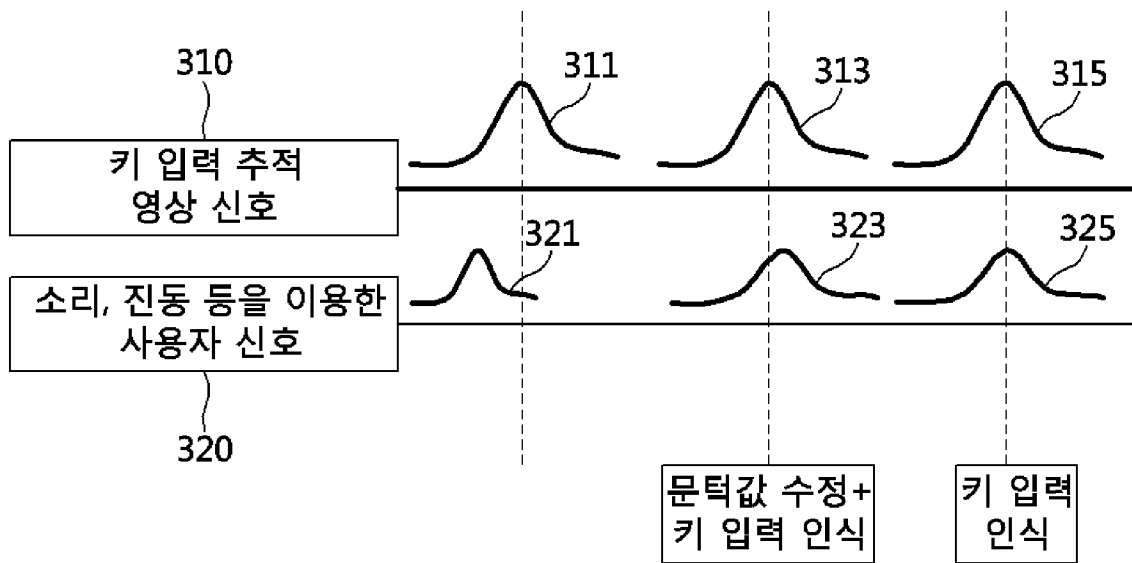 310
311
313
315
키 입력 추적
영상 신호
321
323
325
소리, 진동 등을 이용한
사용자 신호
320
문턱값 수정+
키 입력 인식
키 입력
인식